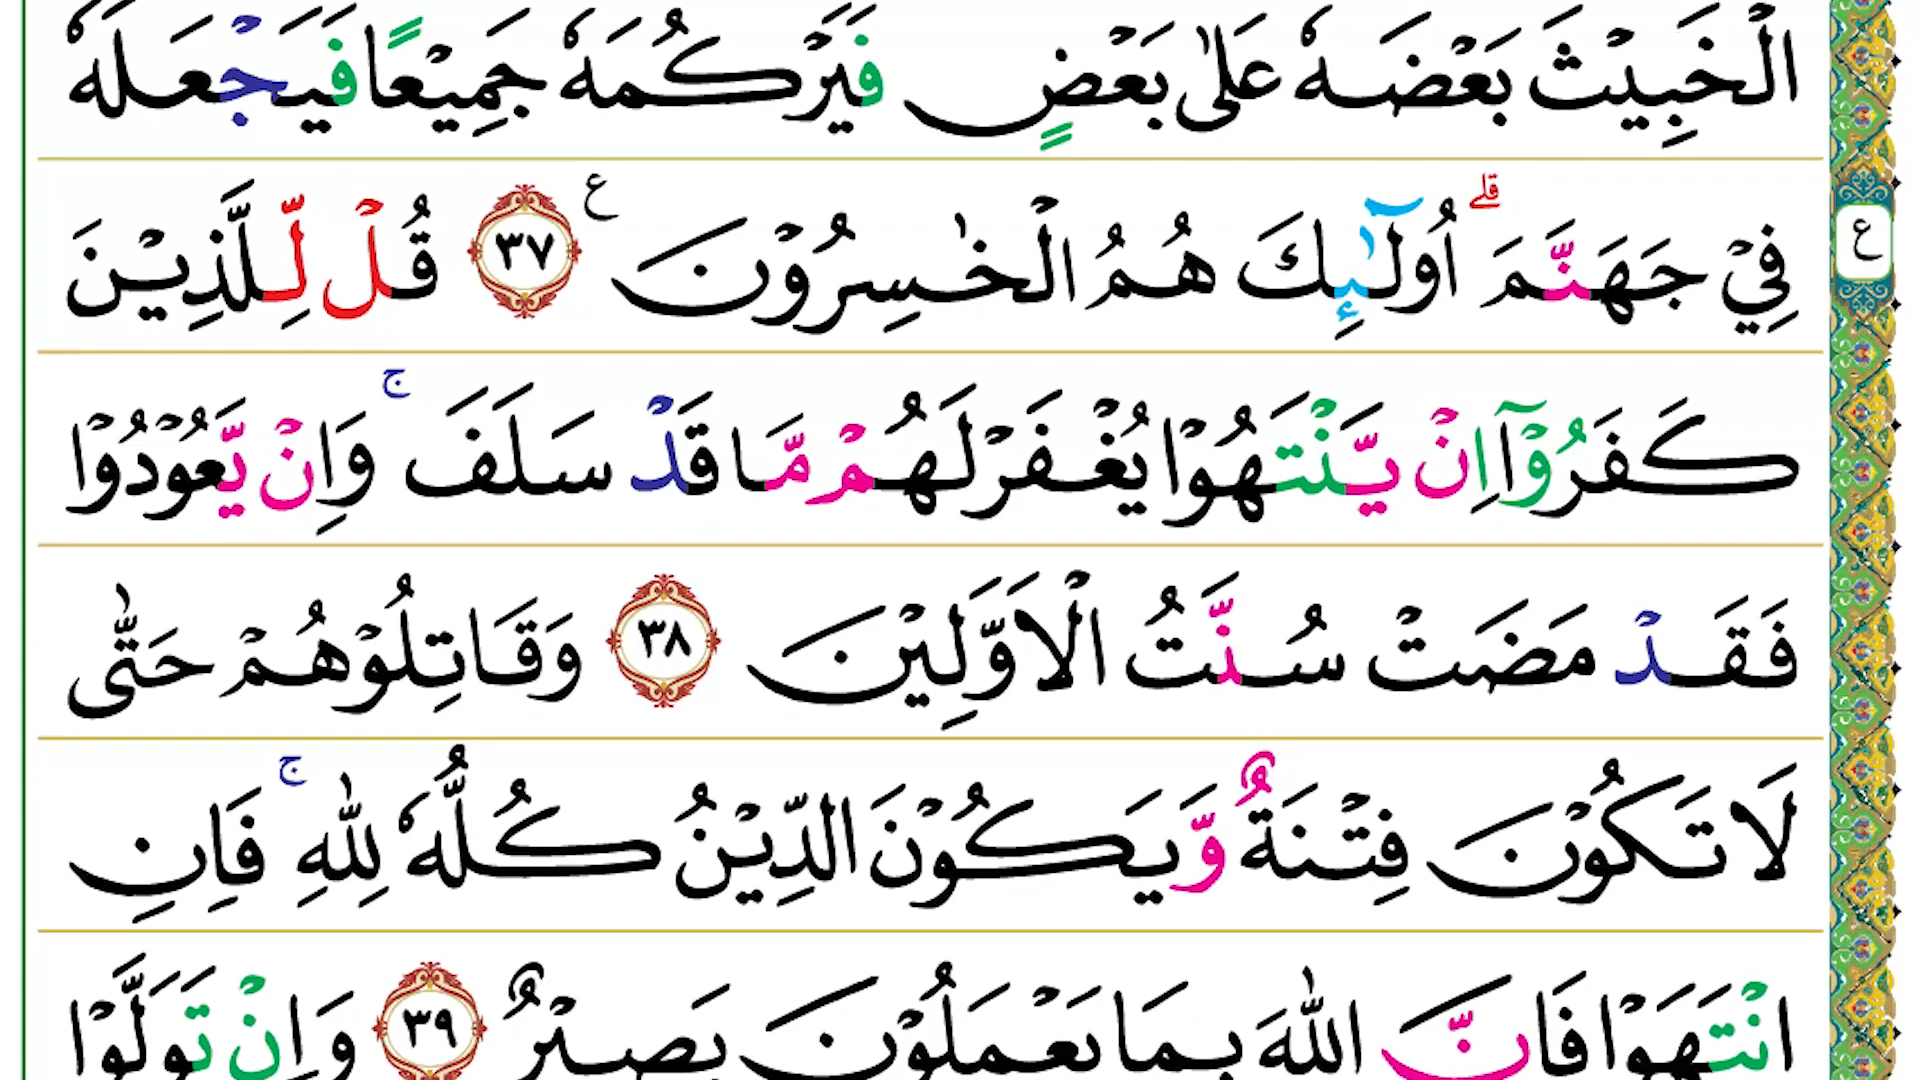 الْخَبِيْثَ بَعْضَهٗ عَلٰى بَعْضٍ فَيَرْكُمَهٗ جَمِيْعًا فَيَجْعَلَهٗ
فِيْ جَهَنَّمَ ؕ اُولٰٓئِكَ هُمُ الْخٰسِرُوْنَ ع ٣٧ قُلْ لِّلَّذِيْنَ ع
كَفَرُوْۤا اِنْ يَّنْتَهُوْا يُغْفَرْ لَهُمْ مَّا قَدْ سَلَفَ ۚ وَاِنْ يَّعُوْدُوْا
فَقَدْ مَضَتْ سُنَّتُ الْاَوَّلِيْنَ ٣٨ وَقَاتِلُوْهُمْ حَتّٰى
لَا تَكُوْنَ فِتْنَةٌ وَّيَكُوْنَ الدِّيْنُ كُلُّهٗ لِلّٰهِ ۚ فَاِنِ
انْتَهَوْا فَاِنَّ اللّٰهَ بِمَا يَعْمَلُوْنَ بَصِيْرٌ ٣٩ وَاِنْ تَوَلَّوْا